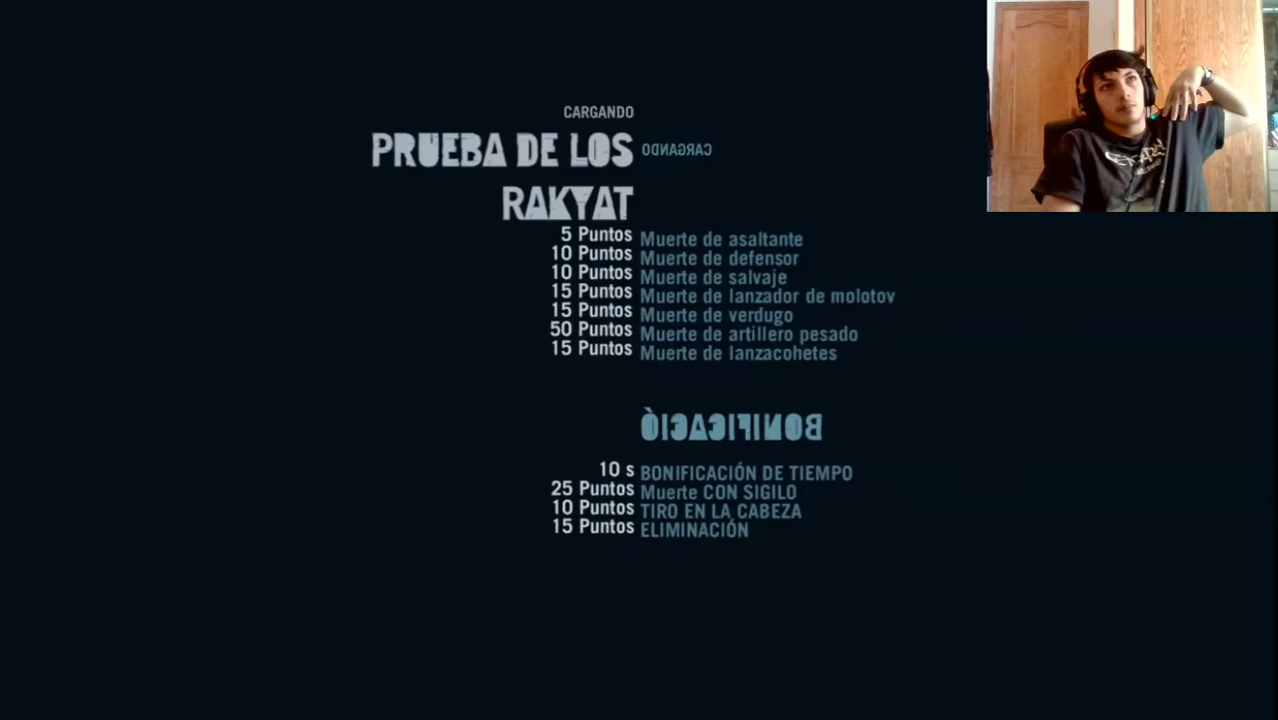 CARGANDO
PRUEBA DE LOS CARGANDO
RAKYAT
5 Puntos Muerte de asaltante
10 Puntos Muerte de defensor
10 Puntos Muerte de salvaje
15 Puntos Muerte de lanzador de molotov
15 Puntos Muerte de verdugo
50 Puntos Muerte de artillero pesado
15 Puntos Muerte de lanzacohetes
BONIFICACIÓ
10 s BONIFICACIÓN DE TIEMPO
25 Puntos Muerte CON SIGILO
10 Puntos TIRO EN LA CABEZA
15 Puntos ELIMINACIÓN